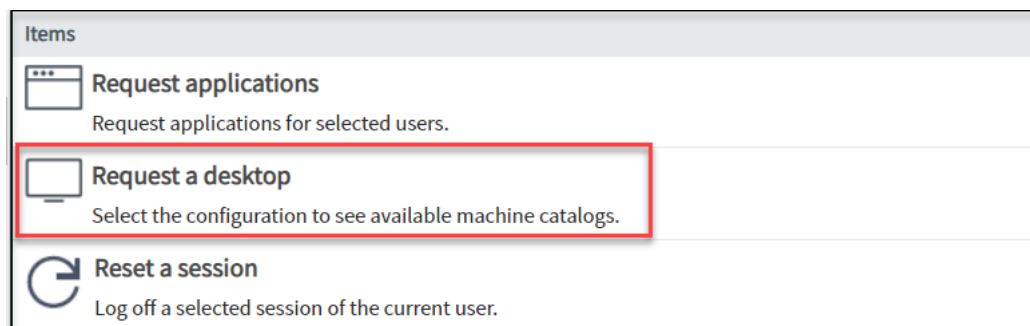 Items
Request applications
Request applications for selected users.
Request a desktop
Select the configuration to see available machine catalogs.
Reset a session
Log off a selected session of the current user.